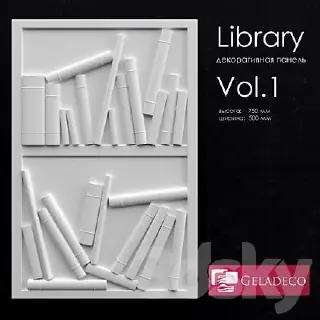 Library
декоративная панель
Vol.1
высота: 750 мм
ширина: 500 мм
GELADECO